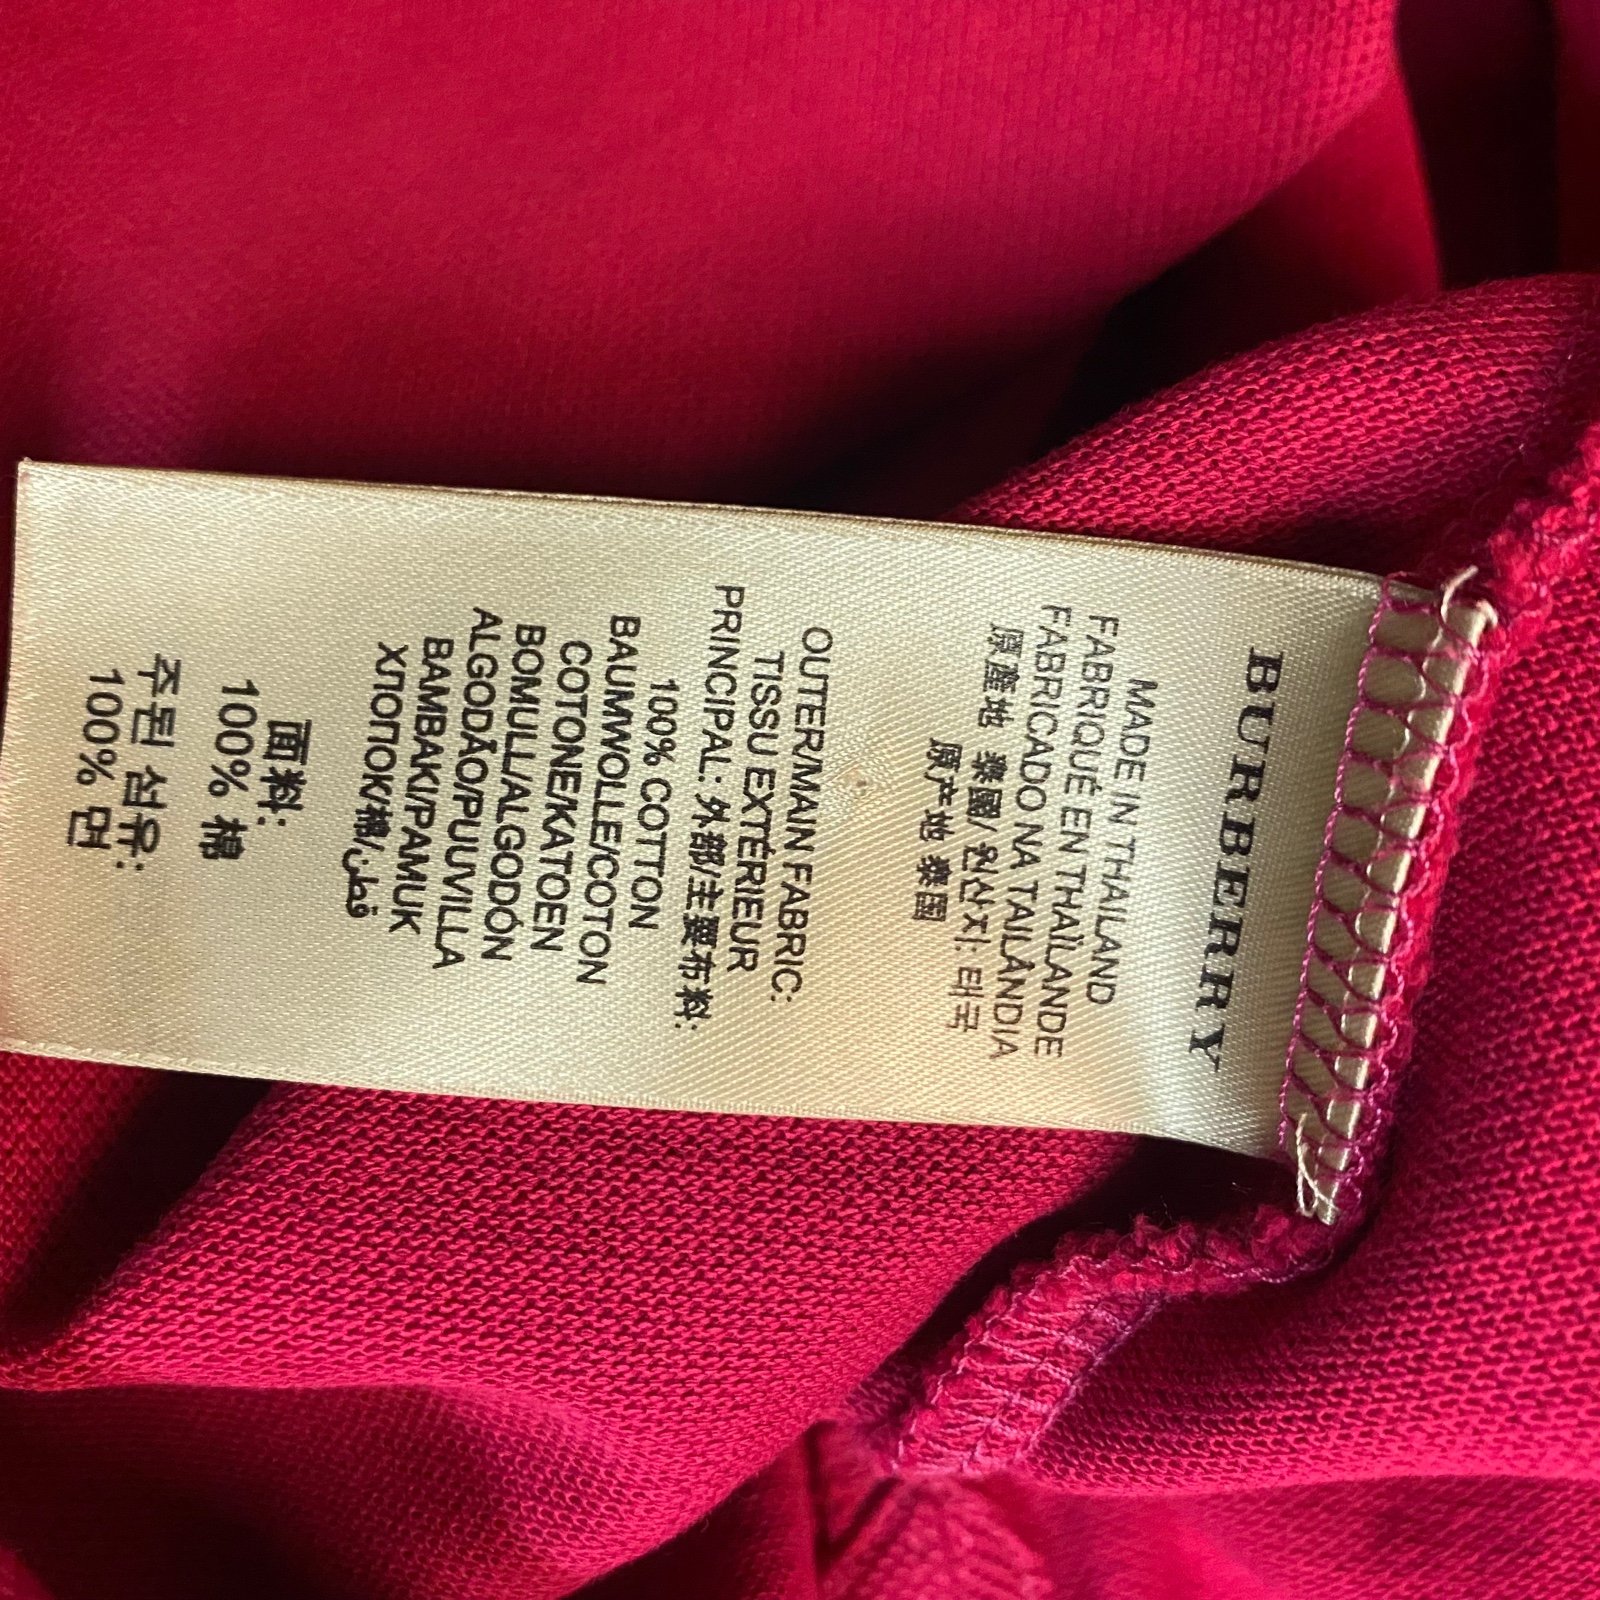 BURBERRY
MADE IN THAILAND
FABRIQUÉ EN THAÏLANDE
FABRICADO NA TAILÂNDIA
原產地 泰國/ 원산지: 태국
原产地 泰国
OUTER/MAIN FABRIC:
TISSU EXTÉRIEUR
PRINCIPAL: 外部/主要布料:
100% COTTON
BAUMWOLLE/COTON
COTONE/KATOEN
BOMULL/ALGODÓN
ALGODÃO/PUUVILLA
BAMBAKI/PAMUK
ХЛОПОК/棉/قطن
面料:
100% 棉
주된 섬유:
100% 면